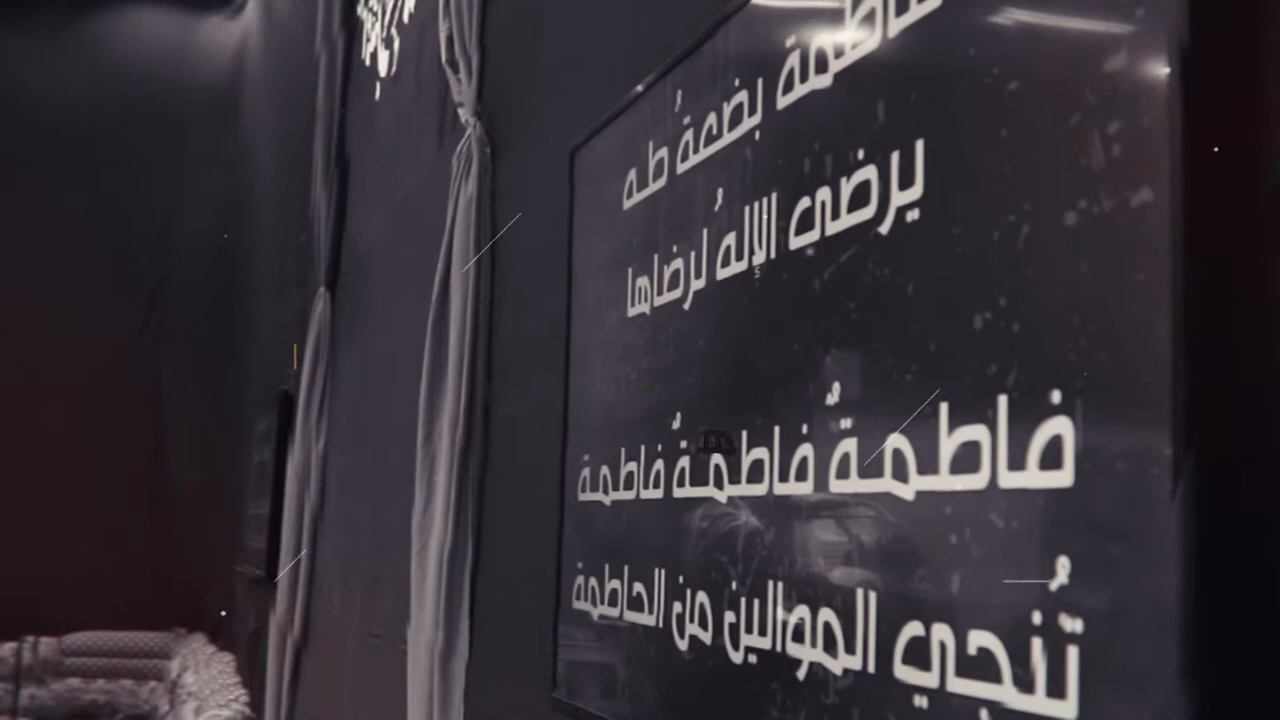 فاطمة بضعةُ طه
يرضى الإلهُ لرضاها
فاطمةٌ فاطمةٌ فاطمة
تُنجي الموالين من الحاطمة